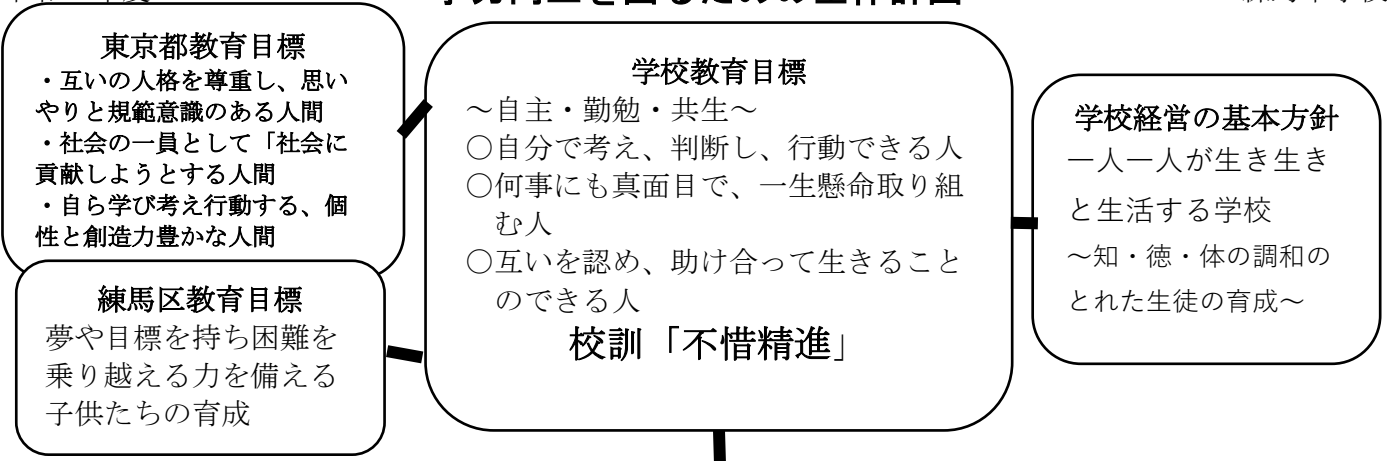 東京都教育目標
・互いの人格を尊重し、思い
やりと規範意識のある人間
・社会の一員として「社会に
貢献しようとする人間
・自ら学び考え行動する、個
性と創造力豊かな人間
練馬区教育目標
夢や目標を持ち困難を
乗り越える力を備える
子供たちの育成
学校教育目標
～自主・勤勉・共生～
○自分で考え、判断し、行動できる人
○何事にも真面目で、一生懸命取り組
む人
○互いを認め、助け合って生きること
のできる人
校訓「不惜精進」
学校経営の基本方針
一人一人が生き生き
と生活する学校
～知・徳・体の調和の
とれた生徒の育成～